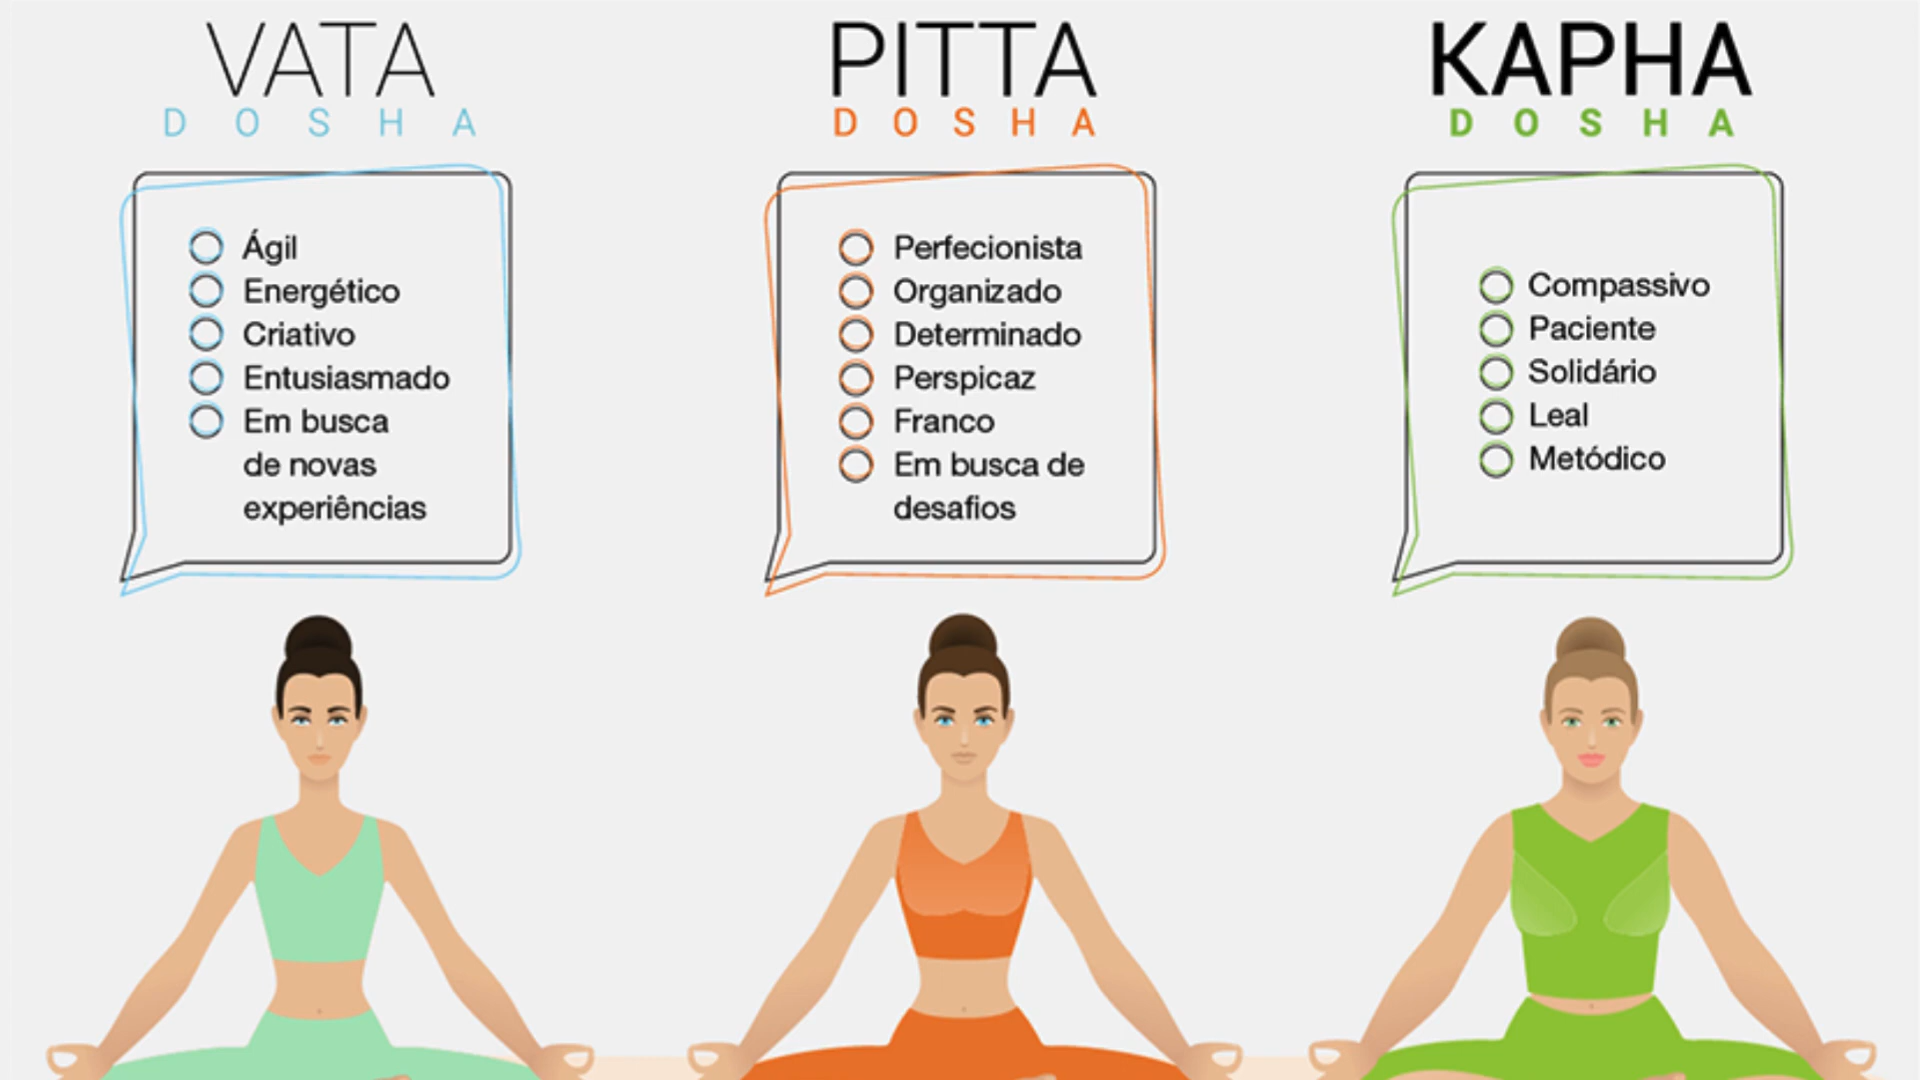 VATA
DOSHA
Ágil
Energético
Criativo
Entusiasmado
Em busca
de novas
experiências
PITTA
DOSHA
Perfecionista
Organizado
Determinado
Perspicaz
Franco
Em busca de
desafios
KAPHA
DOSHA
Compassivo
Paciente
Solidário
Leal
Metódico